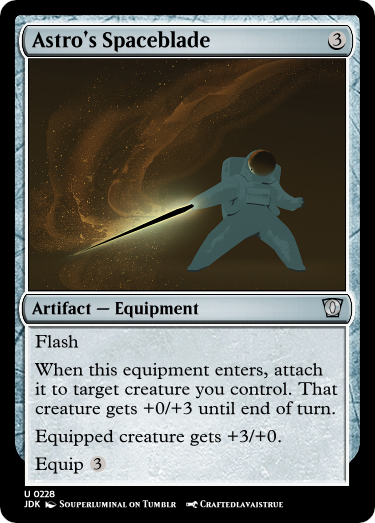 Astro's Spaceblade 3
Artifact — Equipment
Flash
When this equipment enters, attach
it to target creature you control. That
creature gets +0/+3 until end of turn.
Equipped creature gets +3/+0.
Equip 3
U 0228
JDK Souperluminal on Tumblr Craftedlavaistrue